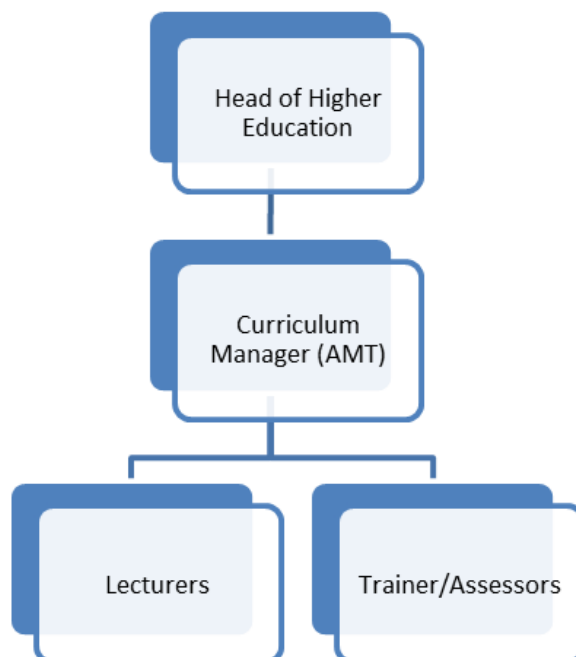 Head of Higher
Education
Curriculum
Manager (AMT)
Lecturers
Trainer/Assessors